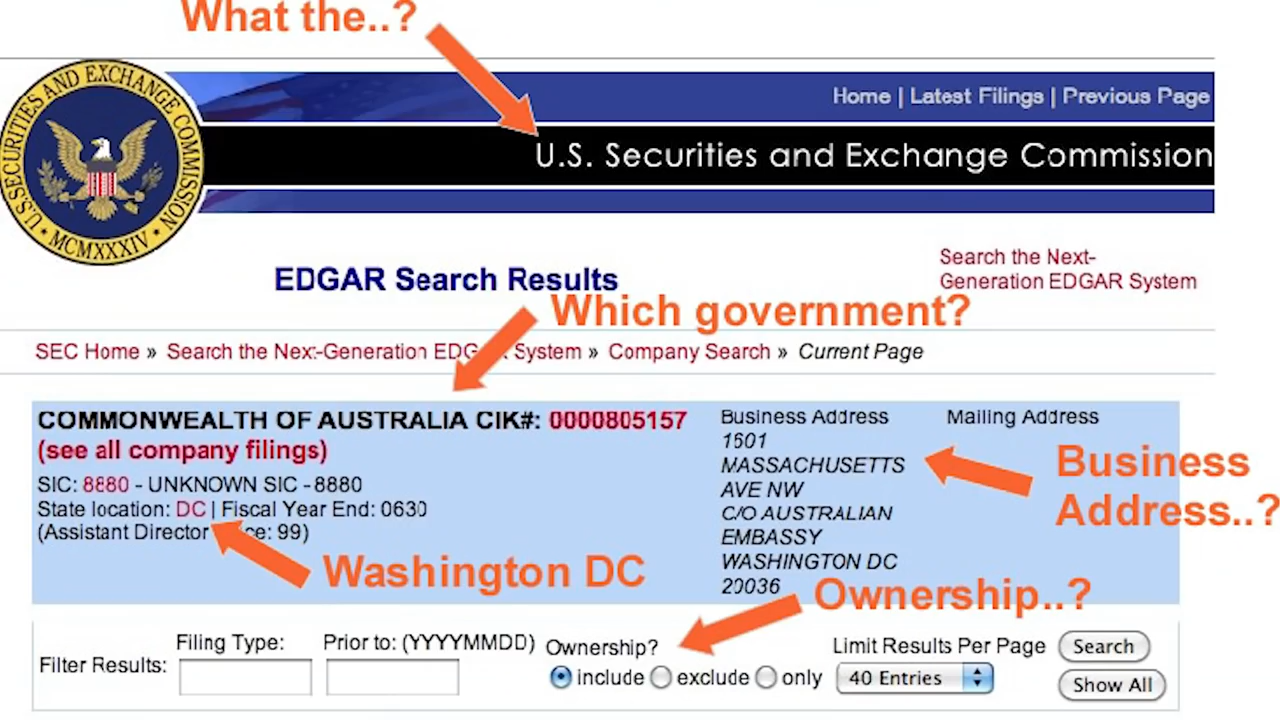 What the..?
Home | Latest Filings | Previous Page
U.S. Securities and Exchange Commission
U.S. SECURITIES AND EXCHANGE COMMISSION
MCMXXXIV
Search the Next-
Generation EDGAR System
EDGAR Search Results
Which government?
SEC Home » Search the Next-Generation EDGAR System » Company Search » Current Page
COMMONWEALTH OF AUSTRALIA CIK#: 0000805157
(see all company filings)
SIC: 8880 - UNKNOWN SIC - 8880
State location: DC | Fiscal Year End: 0630
(Assistant Director ce: 99)
Washington DC
Business Address
1601
MASSACHUSETTS
AVE NW
C/O AUSTRALIAN
EMBASSY
WASHINGTON DC
20036
Mailing Address
Business
Address..?
Ownership..?
Filter Results:
Filing Type:
Prior to: (YYYYMMDD)
Ownership?
include exclude only
Limit Results Per Page
40 Entries
Search
Show All